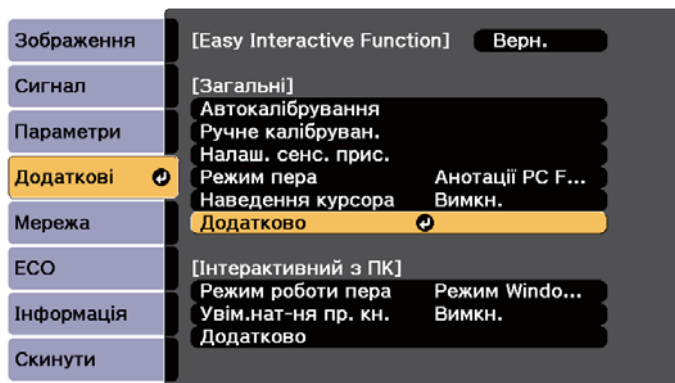 Зображення
Сигнал
Параметри
Додаткові
Мережа
ECO
Інформація
Скинути
[Easy Interactive Function] Верн.
[Загальні]
Автокалібрування
Ручне калібруван.
Налаш. сенс. прис.
Режим пера Анотації PC F...
Наведення курсора Вимкн.
Додатково
[Інтерактивний з ПК]
Режим роботи пера Режим Windo...
Увім.нат-ня пр. кн. Вимкн.
Додатково